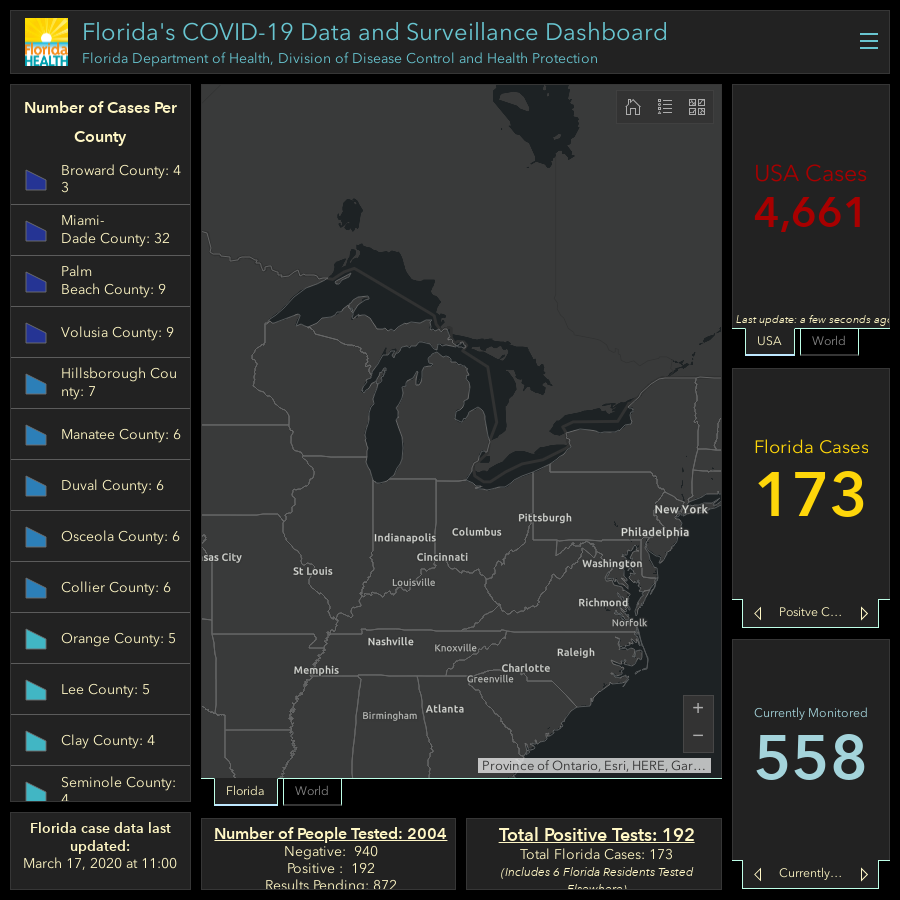 Florida's COVID-19 Data and Surveillance Dashboard
Florida Department of Health, Division of Disease Control and Health Protection
Florida
HEALTH
Number of Cases Per
County
Broward County: 4
3
Miami-
Dade County: 32
Palm
Beach County: 9
Volusia County: 9
Hillsborough Cou
nty: 7
Manatee County: 6
Duval County: 6
Osceola County: 6
Collier County: 6
Orange County: 5
Lee County: 5
Clay County: 4
Seminole County:
4
Florida case data last
updated:
March 17, 2020 at 11:00
New York
Pittsburgh
Philadelphia
Columbus
Indianapolis
sas City
Cincinnati
Washington
St Louis
Louisville
Richmond
Norfolk
Nashville
Knoxville
Raleigh
Memphis
Charlotte
Greenville
Atlanta
Birmingham
+
−
Province of Ontario, Esri, HERE, Gar…
Florida
World
Number of People Tested: 2004
Negative: 940
Positive : 192
Results Pending: 872
Total Positive Tests: 192
Total Florida Cases: 173
(Includes 6 Florida Residents Tested
Elsewhere)
USA Cases
4,661
Last update: a few seconds ago
USA
World
Florida Cases
173
Positve C…
Currently Monitored
558
Currently…